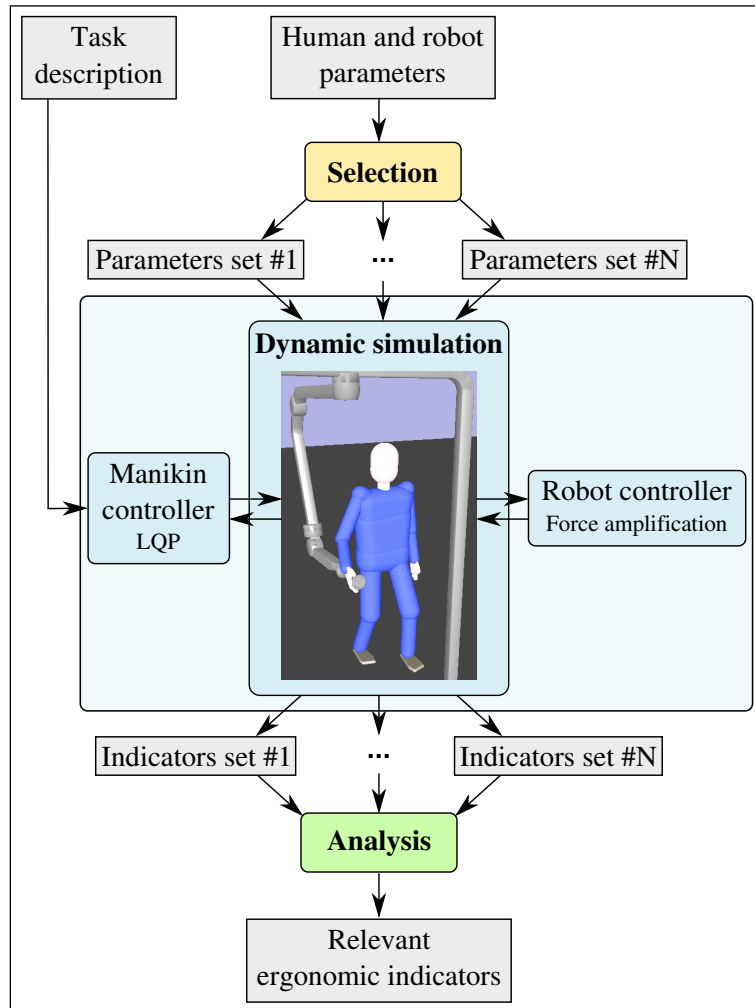 Task
description
Human and robot
parameters
Selection
Parameters set #1
...
Parameters set #N
Dynamic simulation
Manikin
controller
LQP
Robot controller
Force amplification
Indicators set #1
...
Indicators set #N
Analysis
Relevant
ergonomic indicators